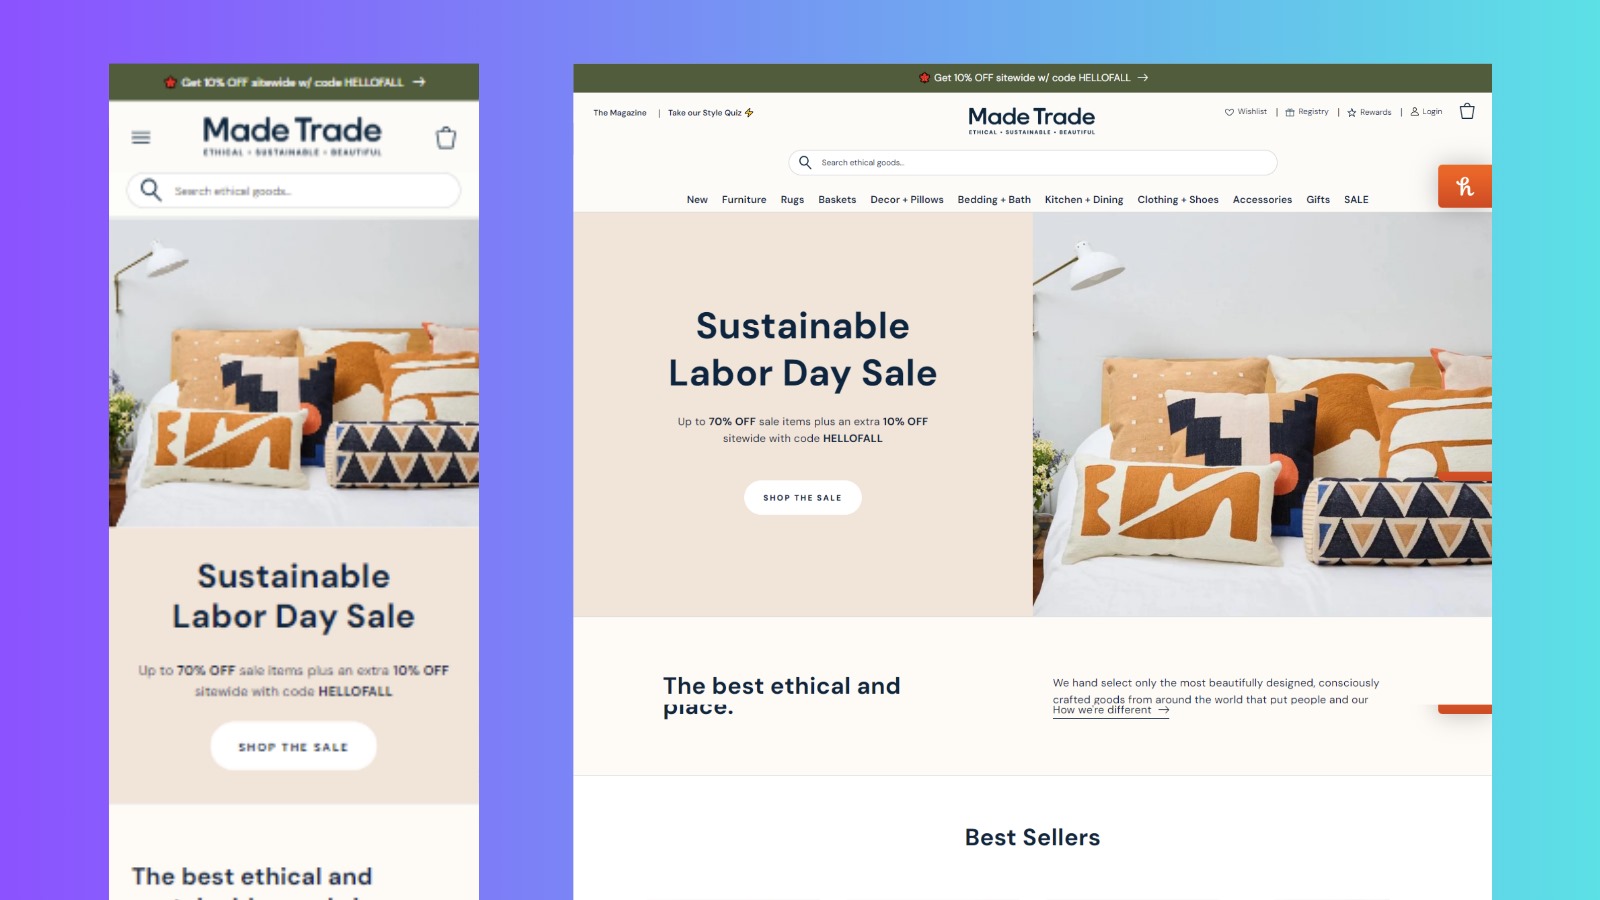 Get 10% OFF sitewide w/ code HELLOFALL →
Made Trade
ETHICAL • SUSTAINABLE • BEAUTIFUL
Search ethical goods...
Sustainable
Labor Day Sale
Up to 70% OFF sale items plus an extra 10% OFF
sitewide with code HELLOFALL
SHOP THE SALE
The best ethical and
Get 10% OFF sitewide w/ code HELLOFALL →
The Magazine | Take our Style Quiz ⚡
Made Trade
ETHICAL • SUSTAINABLE • BEAUTIFUL
Wishlist | Registry | Rewards | Login
Search ethical goods...
h
New Furniture Rugs Baskets Decor + Pillows Bedding + Bath Kitchen + Dining Clothing + Shoes Accessories Gifts SALE
Sustainable
Labor Day Sale
Up to 70% OFF sale items plus an extra 10% OFF
sitewide with code HELLOFALL
SHOP THE SALE
The best ethical and
place.
We hand select only the most beautifully designed, consciously
crafted goods from around the world that put people and our
How we're different →
Best Sellers